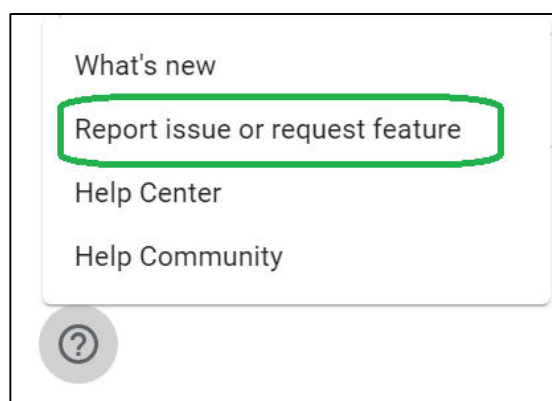 What's new
Report issue or request feature
Help Center
Help Community
?